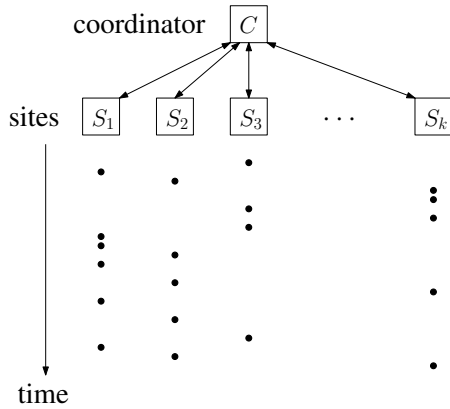 coordinator C
sites S₁ S₂ S₃ ... Sₖ
time